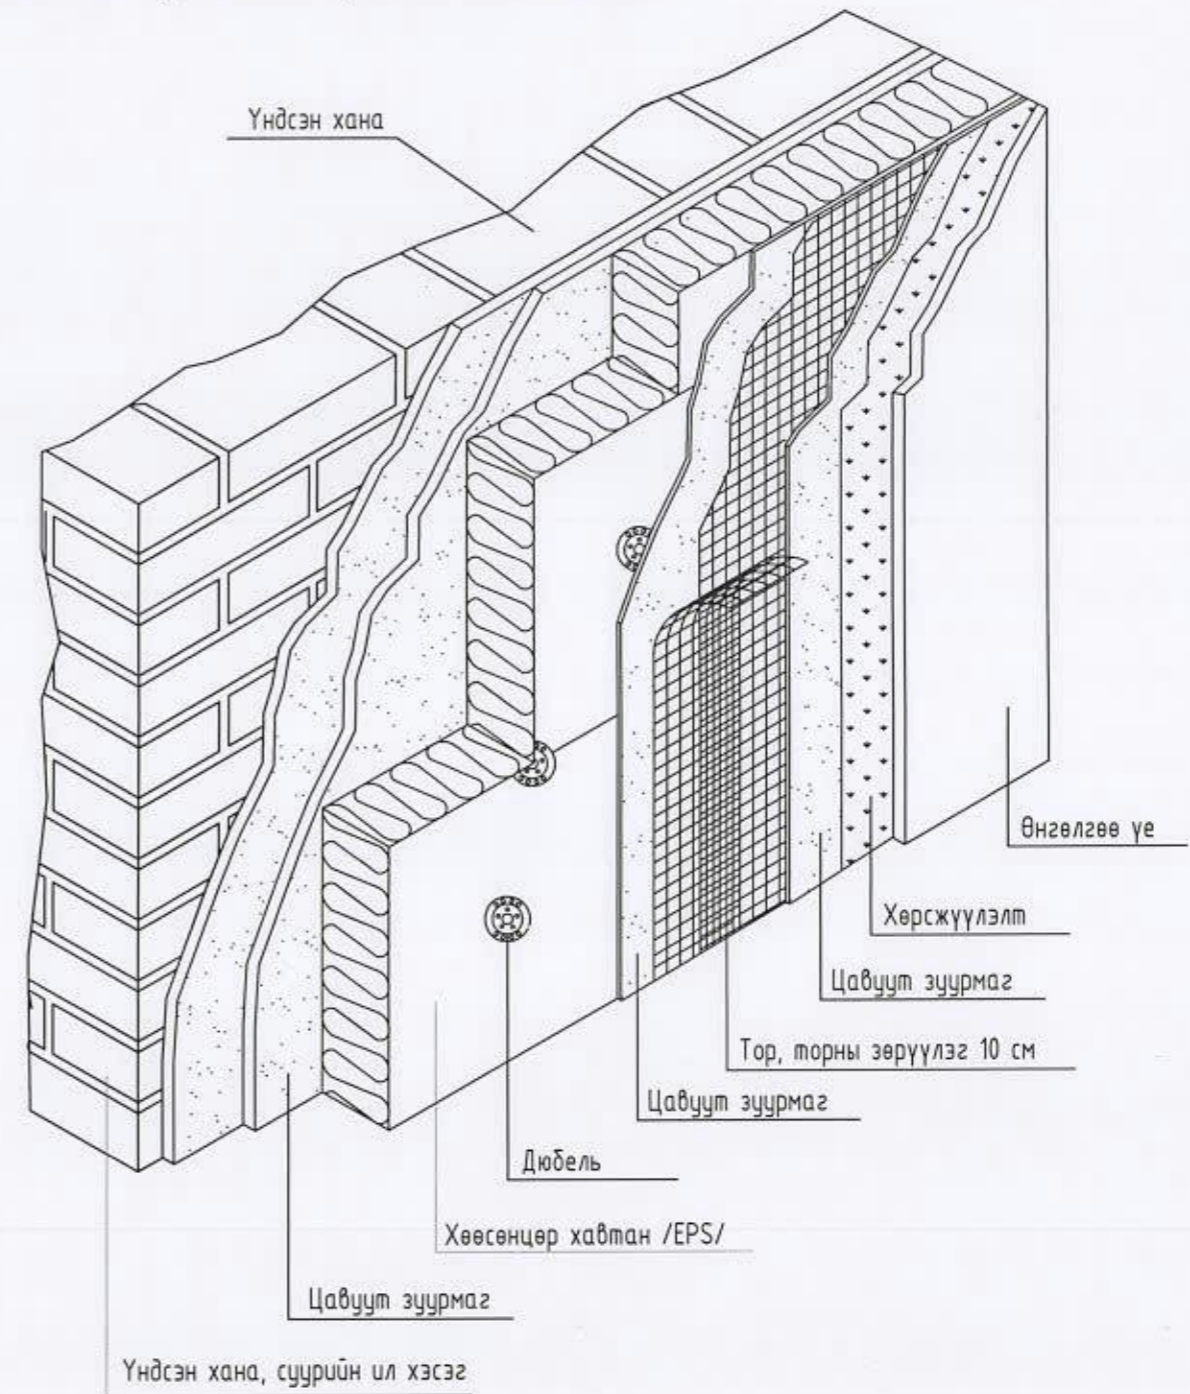 Үндсэн хана
Өнгөлгөө үе
Хөрсжүүлэлт
Цавуут зуурмаг
Тор, торны зөрүүлэг 10 см
Цавуут зуурмаг
Дюбель
Хөөсөнцөр хавтан /EPS/
Цавуут зуурмаг
Үндсэн хана, суурийн ил хэсэг